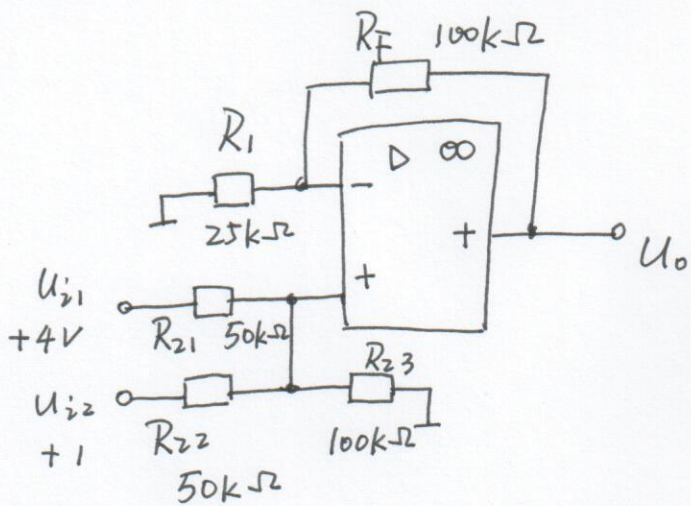 RF 100kΩ
R1
▷ ∞
−
25kΩ
+
Uo
+
Ui1
+4V
R21 50kΩ
R23
Ui2
+1
R22
100kΩ
50kΩ